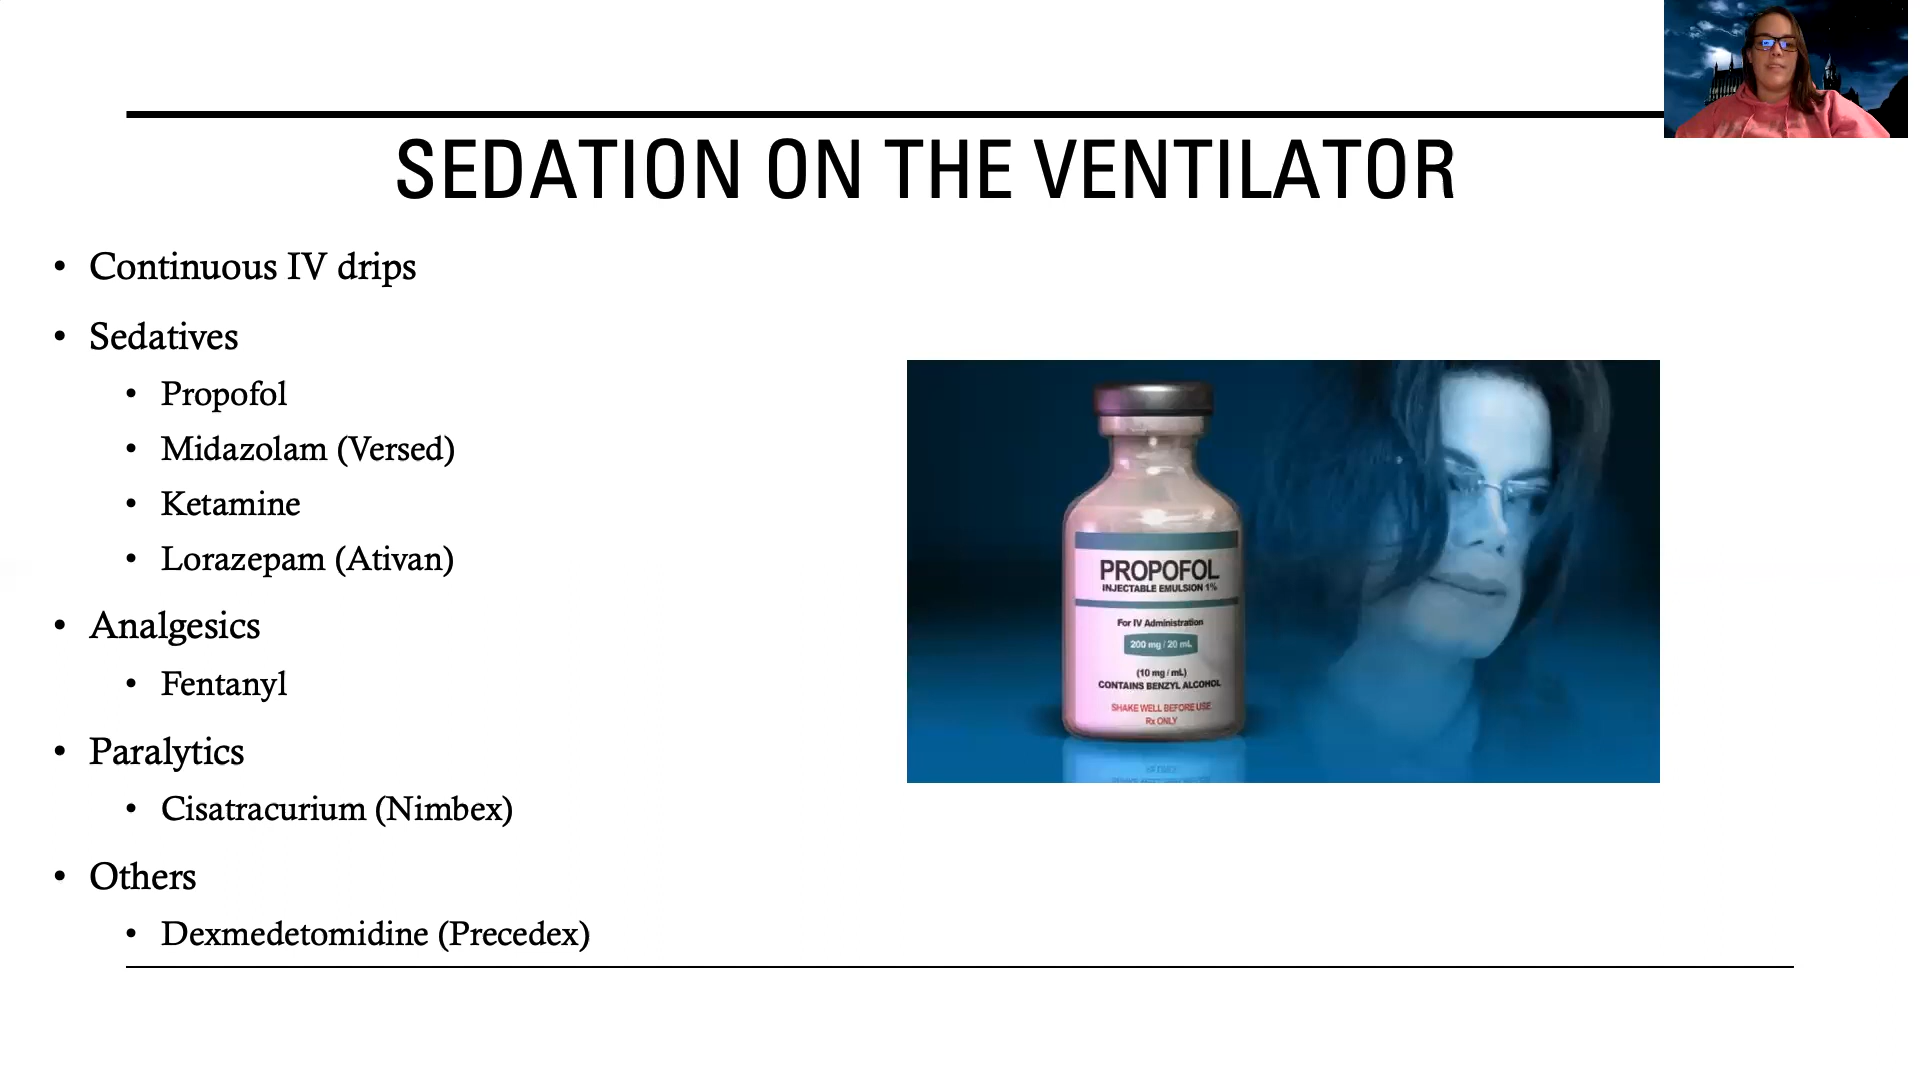 SEDATION ON THE VENTILATOR
• Continuous IV drips
• Sedatives
• Propofol
• Midazolam (Versed)
• Ketamine
• Lorazepam (Ativan)
• Analgesics
• Fentanyl
• Paralytics
• Cisatracurium (Nimbex)
• Others
• Dexmedetomidine (Precedex)
PROPOFOL
INJECTABLE EMULSION 1%
For IV Administration
200 mg / 20 mL
(10 mg / mL)
CONTAINS BENZYL ALCOHOL
SHAKE WELL BEFORE USE
Rx ONLY